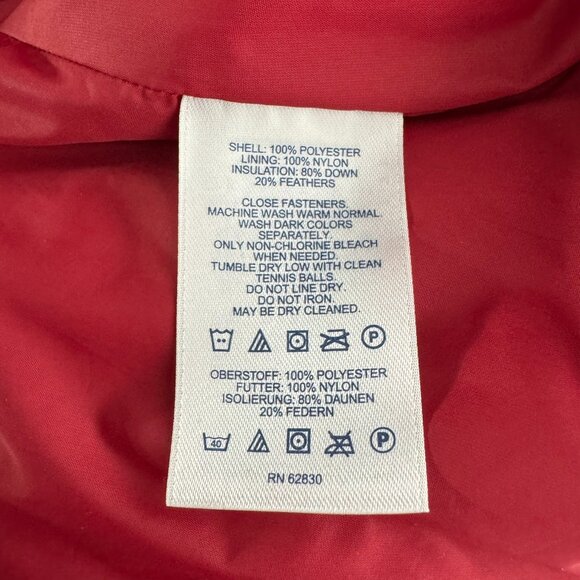 SHELL: 100% POLYESTER
LINING: 100% NYLON
INSULATION: 80% DOWN
20% FEATHERS
CLOSE FASTENERS.
MACHINE WASH WARM NORMAL.
WASH DARK COLORS
SEPARATELY.
ONLY NON-CHLORINE BLEACH
WHEN NEEDED.
TUMBLE DRY LOW WITH CLEAN
TENNIS BALLS.
DO NOT LINE DRY.
DO NOT IRON.
MAY BE DRY CLEANED.
P
OBERSTOFF: 100% POLYESTER
FUTTER: 100% NYLON
ISOLIERUNG: 80% DAUNEN
20% FEDERN
40 P
RN 62830